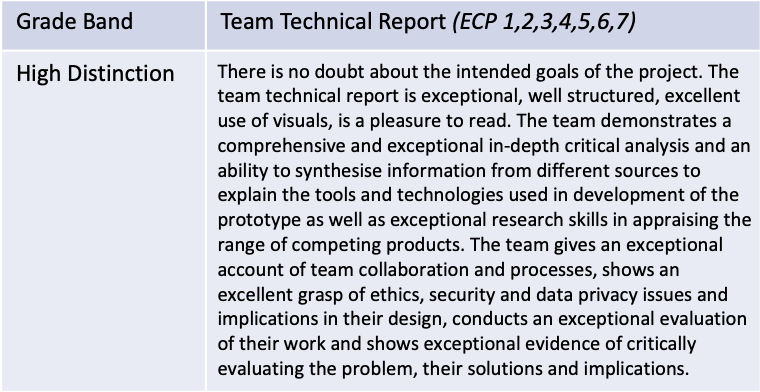 Grade Band
Team Technical Report (ECP 1,2,3,4,5,6,7)
High Distinction
There is no doubt about the intended goals of the project. The
team technical report is exceptional, well structured, excellent
use of visuals, is a pleasure to read. The team demonstrates a
comprehensive and exceptional in-depth critical analysis and an
ability to synthesise information from different sources to
explain the tools and technologies used in development of the
prototype as well as exceptional research skills in appraising the
range of competing products. The team gives an exceptional
account of team collaboration and processes, shows an
excellent grasp of ethics, security and data privacy issues and
implications in their design, conducts an exceptional evaluation
of their work and shows exceptional evidence of critically
evaluating the problem, their solutions and implications.